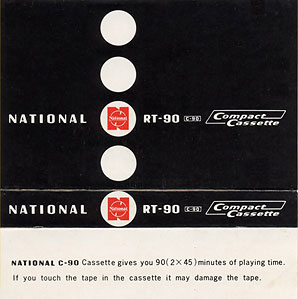 NATIONAL National RT-90 C-90 Compact Cassette
NATIONAL National RT-90 C-90 Compact Cassette
NATIONAL C-90 Cassette gives you 90(2×45) minutes of playing time.
If you touch the tape in the cassette it may damage the tape.